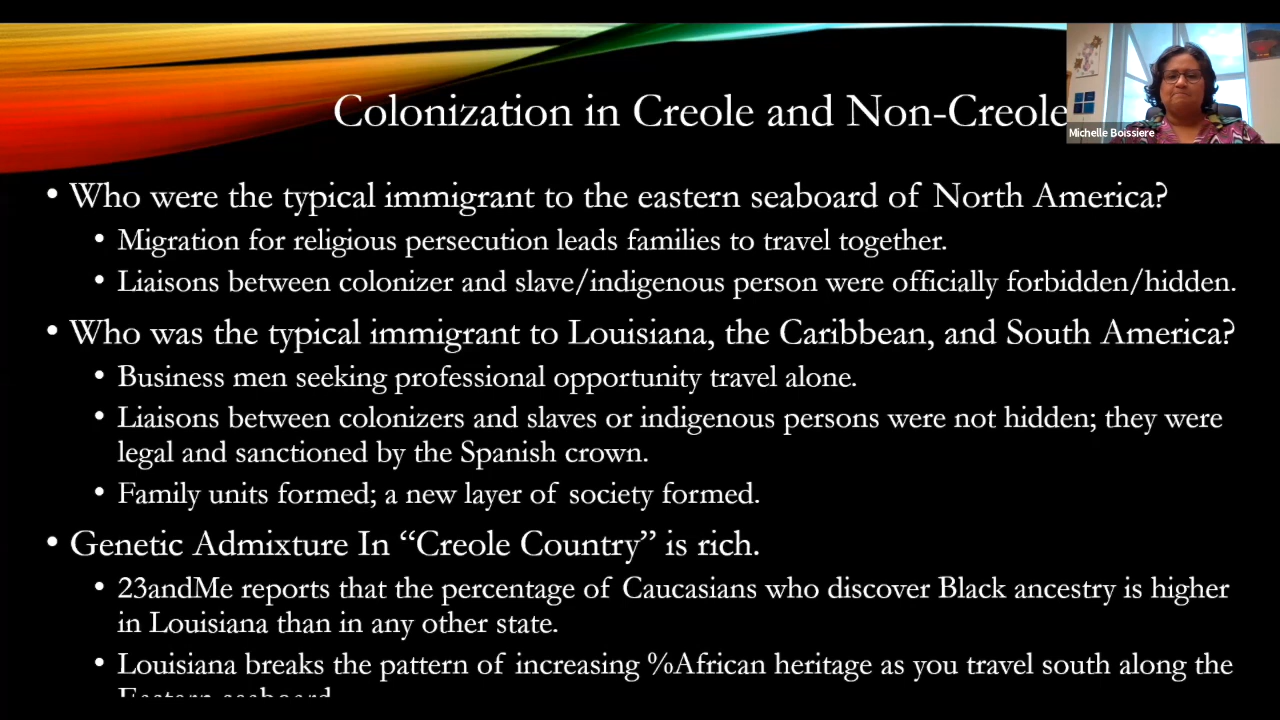 Colonization in Creole and Non-Creole
Michelle Boissiere
• Who were the typical immigrant to the eastern seaboard of North America?
• Migration for religious persecution leads families to travel together.
• Liaisons between colonizer and slave/indigenous person were officially forbidden/hidden.
• Who was the typical immigrant to Louisiana, the Caribbean, and South America?
• Business men seeking professional opportunity travel alone.
• Liaisons between colonizers and slaves or indigenous persons were not hidden; they were
legal and sanctioned by the Spanish crown.
• Family units formed; a new layer of society formed.
• Genetic Admixture In “Creole Country” is rich.
• 23andMe reports that the percentage of Caucasians who discover Black ancestry is higher
in Louisiana than in any other state.
• Louisiana breaks the pattern of increasing %African heritage as you travel south along the
Eastern seaboard